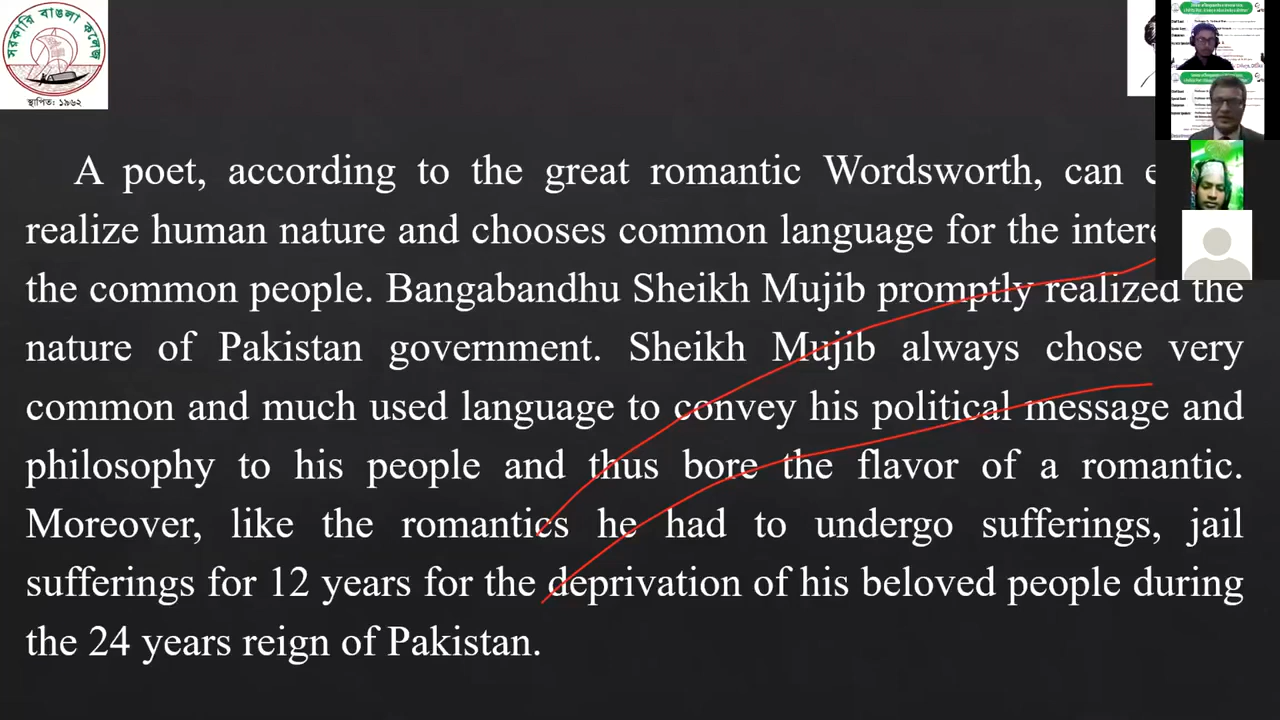 সরকারি বাঙলা কলেজ
স্থাপিত: ১৯৬২
A poet, according to the great romantic Wordsworth, can
realize human nature and chooses common language for the
the common people. Bangabandhu Sheikh Mujib promptly realized the
nature of Pakistan government. Sheikh Mujib always chose very
common and much used language to convey his political message and
philosophy to his people and thus bore the flavor of a romantic.
Moreover, like the romantics he had to undergo sufferings, jail
sufferings for 12 years for the deprivation of his beloved people during
the 24 years reign of Pakistan.